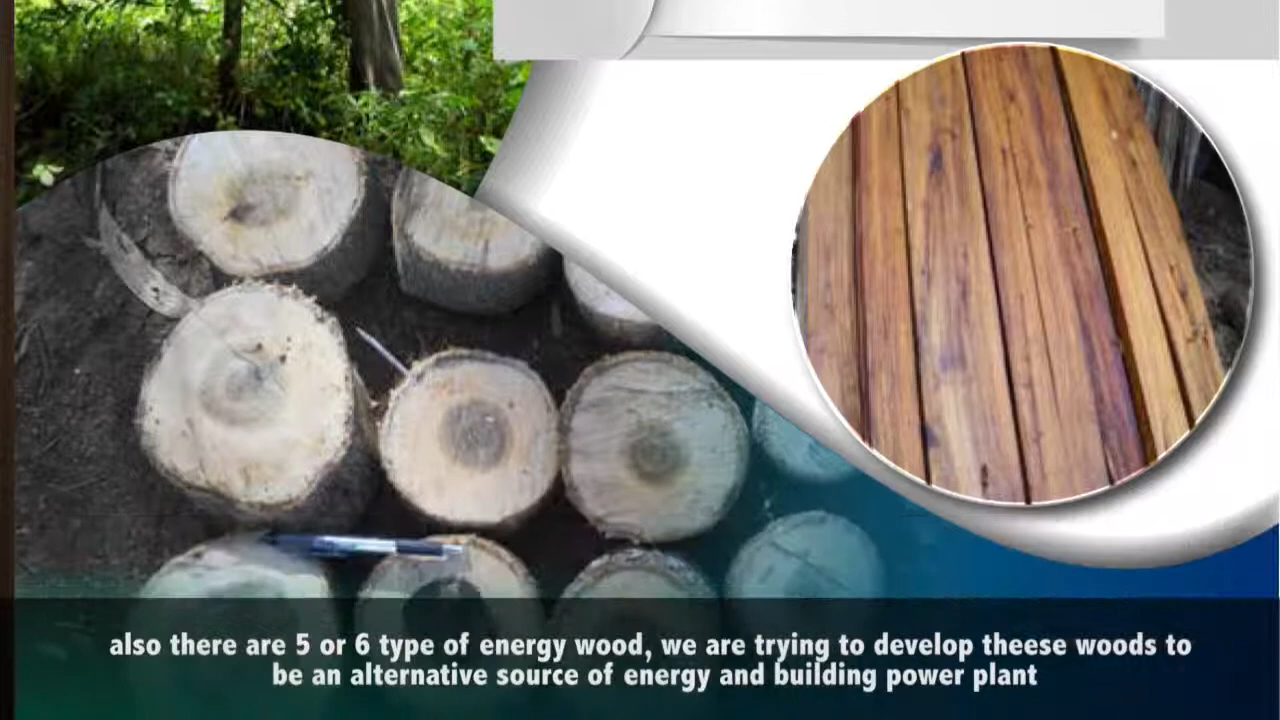 also there are 5 or 6 type of energy wood, we are trying to develop theese woods to
be an alternative source of energy and building power plant